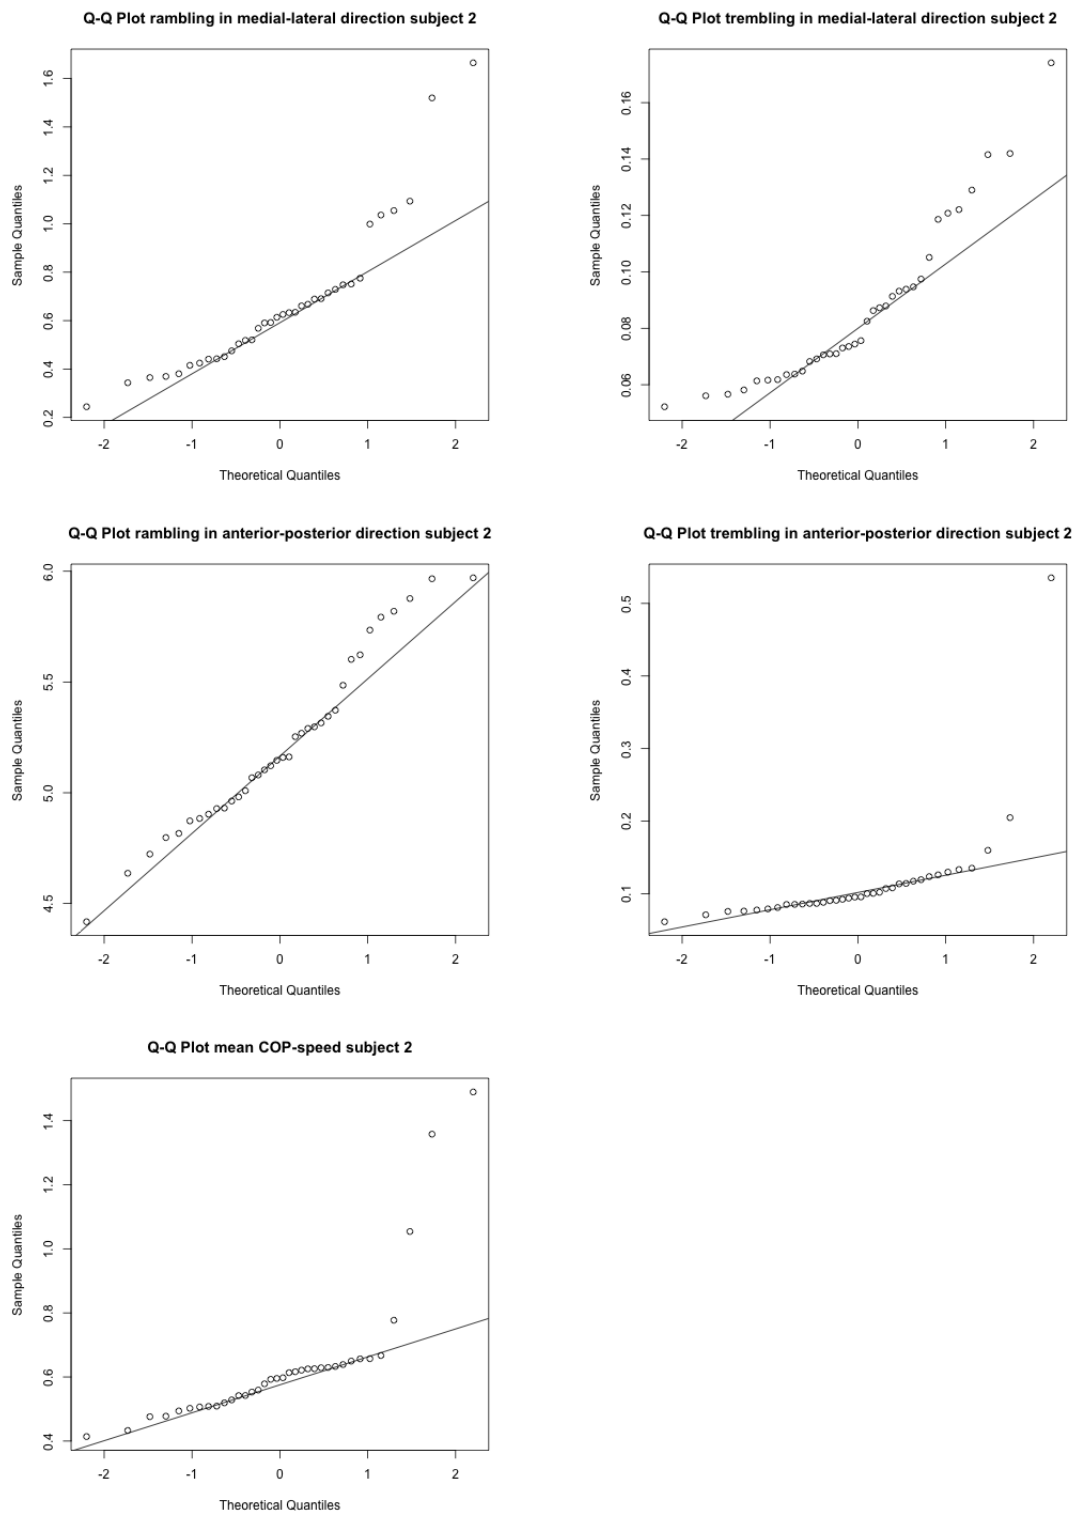 Q-Q Plot rambling in medial-lateral direction subject 2
Sample Quantiles
0.2 0.4 0.6 0.8 1.0 1.2 1.4 1.6
-2 -1 0 1 2
Theoretical Quantiles
Q-Q Plot trembling in medial-lateral direction subject 2
Sample Quantiles
0.06 0.08 0.10 0.12 0.14 0.16
-2 -1 0 1 2
Theoretical Quantiles
Q-Q Plot rambling in anterior-posterior direction subject 2
Sample Quantiles
4.5 5.0 5.5 6.0
-2 -1 0 1 2
Theoretical Quantiles
Q-Q Plot trembling in anterior-posterior direction subject 2
Sample Quantiles
0.1 0.2 0.3 0.4 0.5
-2 -1 0 1 2
Theoretical Quantiles
Q-Q Plot mean COP-speed subject 2
Sample Quantiles
0.4 0.6 0.8 1.0 1.2 1.4
-2 -1 0 1 2
Theoretical Quantiles